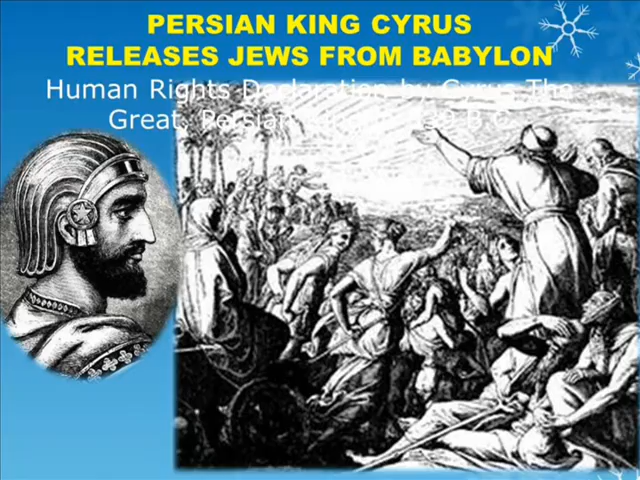 PERSIAN KING CYRUS
RELEASES JEWS FROM BABYLON
Human Rights Declaration by Cyrus The
Great, Persian B.C.